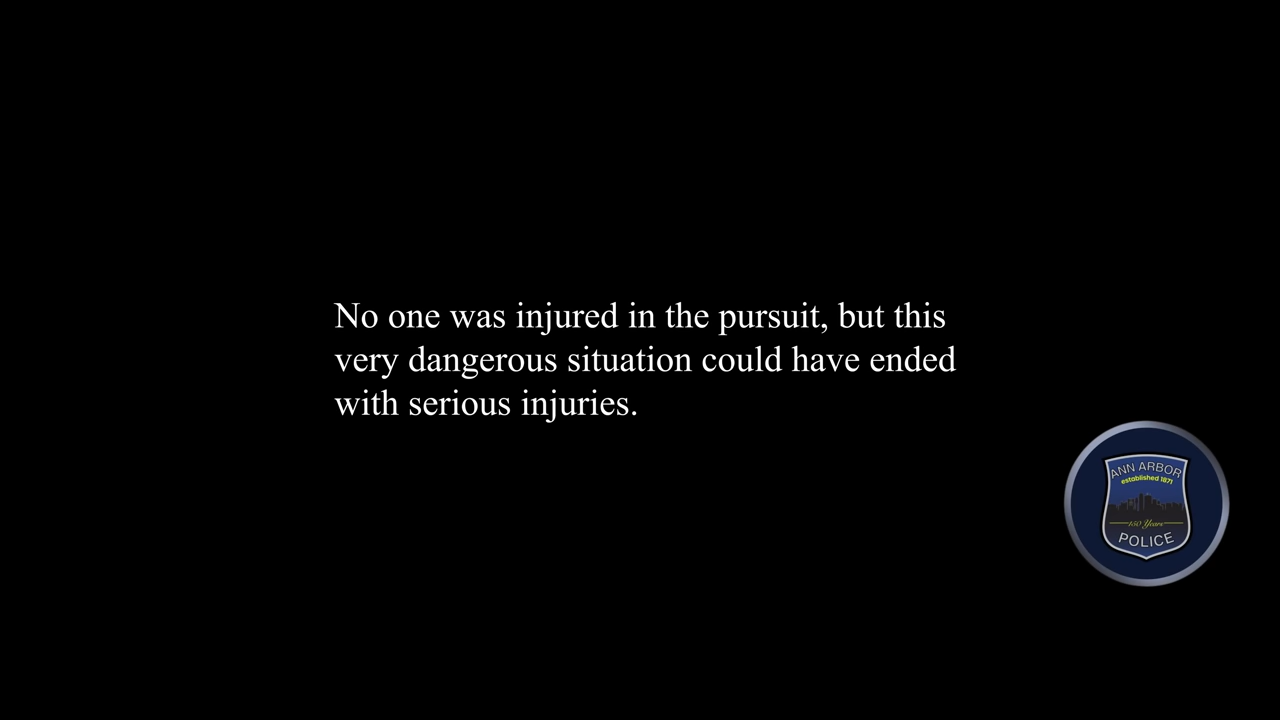 No one was injured in the pursuit, but this
very dangerous situation could have ended
with serious injuries.
ANN ARBOR
established 1871
150 Years
POLICE